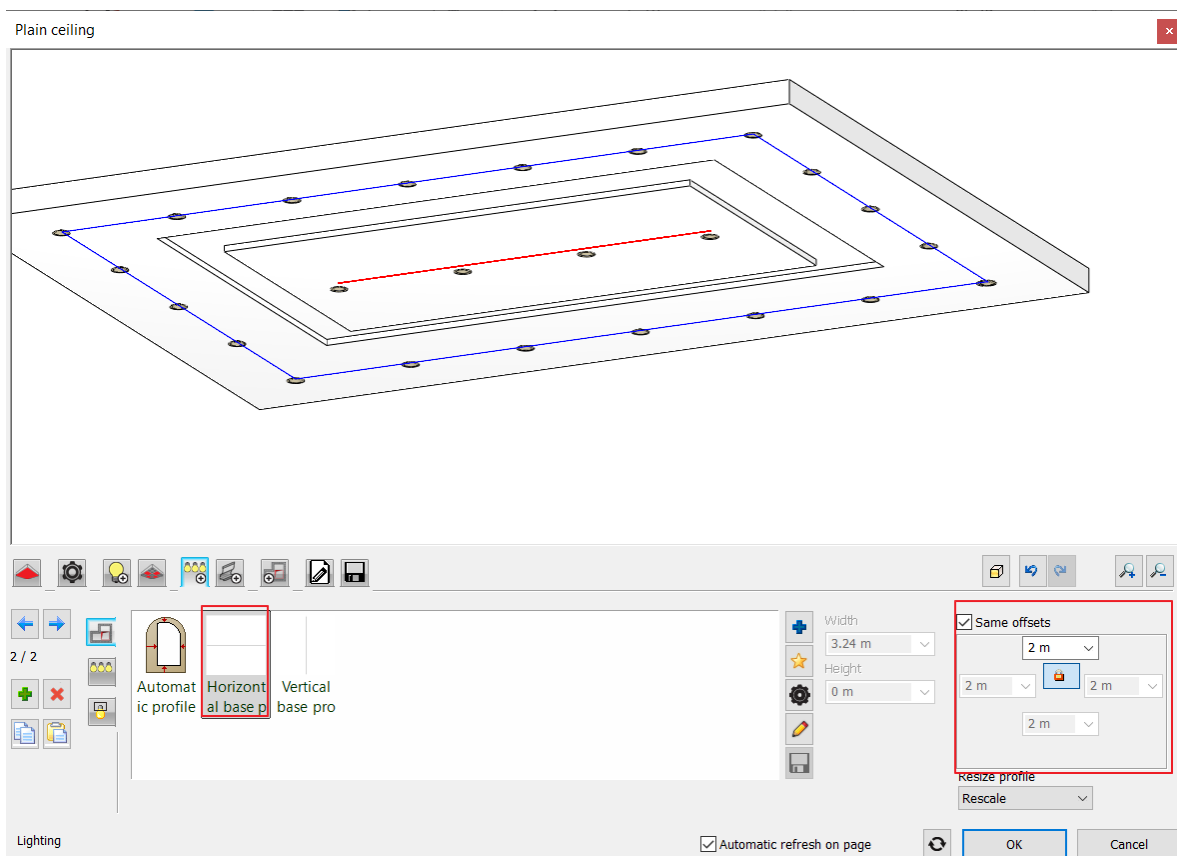 Plain ceiling
2 / 2
Automat
ic profile
Horizont
al base p
Vertical
base pro
Width
3.24 m
Height
0 m
Same offsets
2 m
2 m
2 m
2 m
Resize profile
Rescale
Lighting
Automatic refresh on page
OK
Cancel